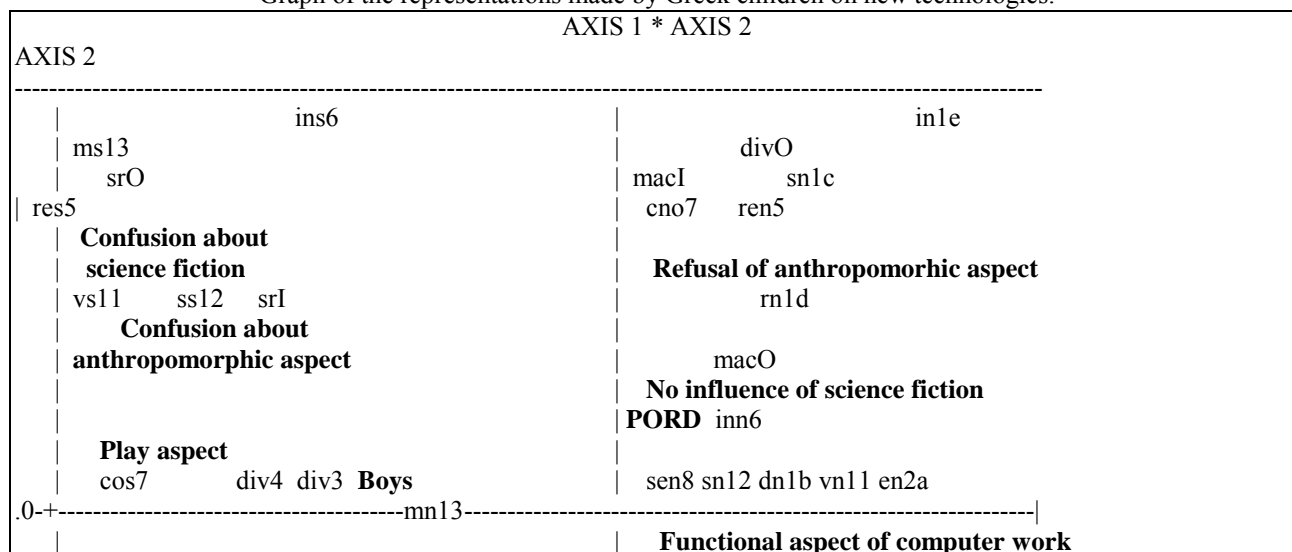 Graph of the representations made by Greek children on new technologies.
AXIS 1 * AXIS 2
AXIS 2
------------------------------------------------------------------------------------------------------------------------
| ins6 | in1e
| ms13 | divO
| srO | macI sn1c
| res5 | cno7 ren5
| Confusion about |
| science fiction | Refusal of anthropomorhic aspect
| vs11 ss12 srI | rn1d
| Confusion about |
| anthropomorphic aspect | macO
| | No influence of science fiction
| | PORD inn6
| Play aspect |
| cos7 div4 div3 Boys | sen8 sn12 dn1b vn11 en2a
.0-+----------------------------------------mn13-------------------------------------------------------------------|
| | Functional aspect of computer work